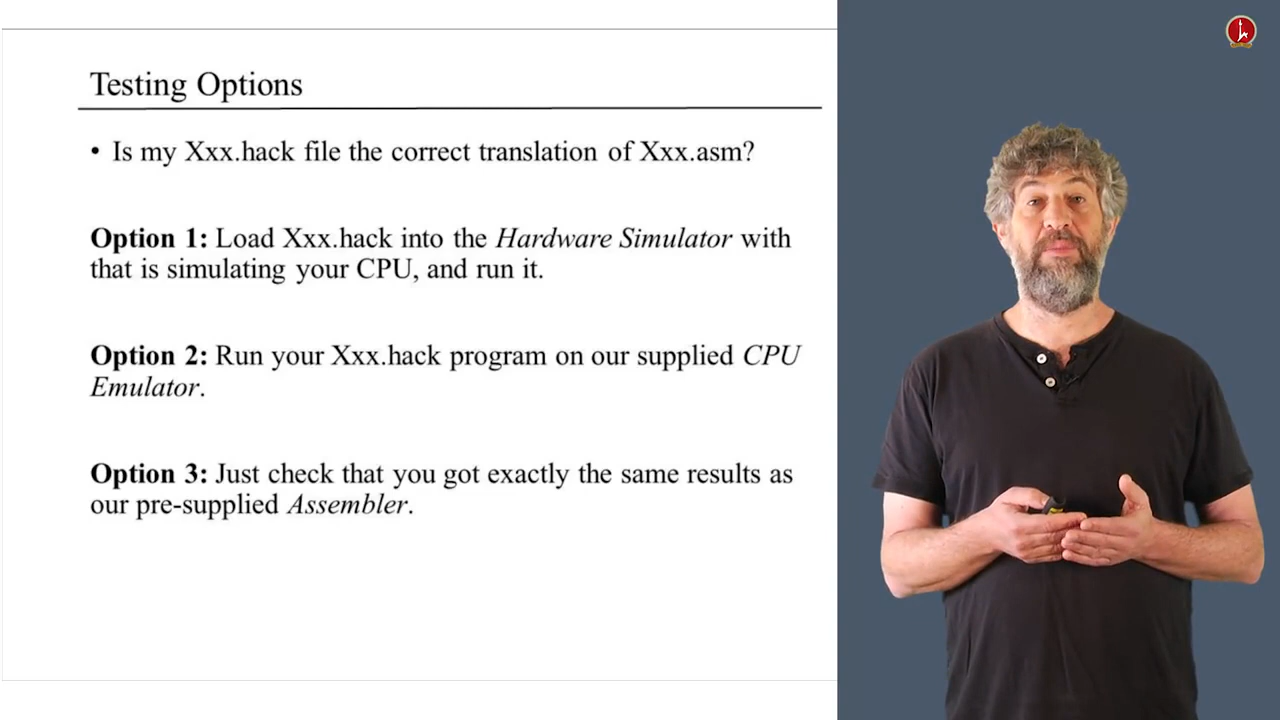 Testing Options
• Is my Xxx.hack file the correct translation of Xxx.asm?
Option 1: Load Xxx.hack into the Hardware Simulator with
that is simulating your CPU, and run it.
Option 2: Run your Xxx.hack program on our supplied CPU
Emulator.
Option 3: Just check that you got exactly the same results as
our pre-supplied Assembler.